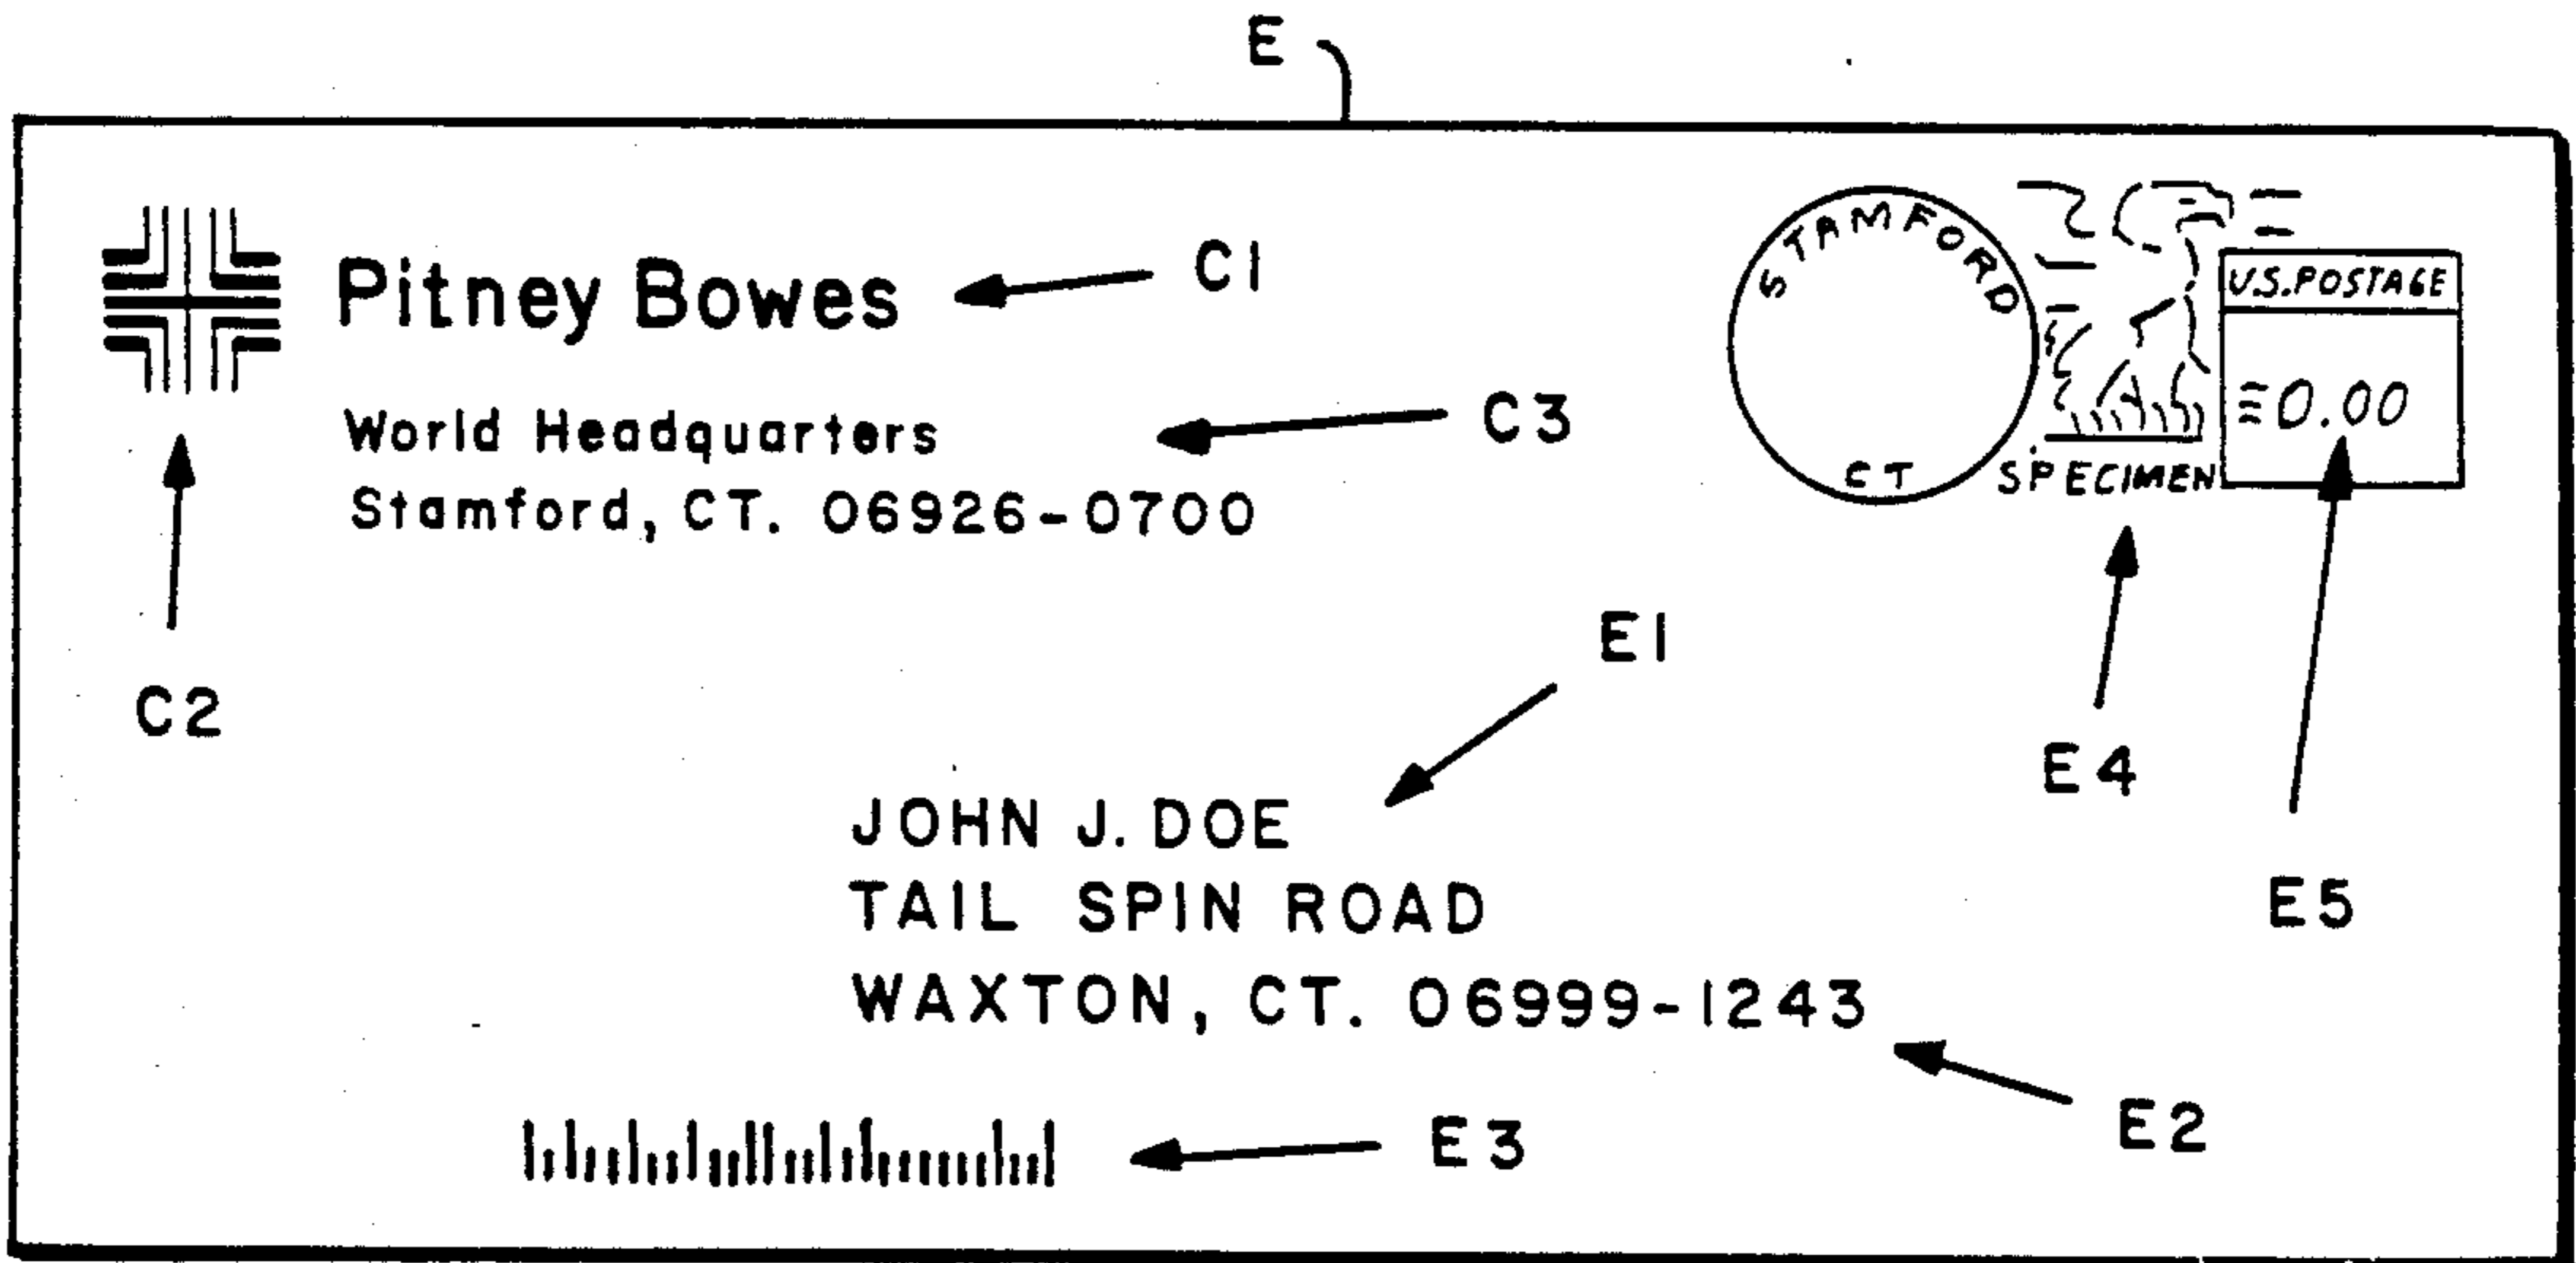 E
Pitney Bowes
C1
World Headquarters
C3
Stamford, CT. 06926-0700
C2
STAMFORD
CT
SPECIMEN
U.S.POSTAGE
0.00
E4
E5
E1
JOHN J. DOE
TAIL SPIN ROAD
WAXTON, CT. 06999-1243
E2
E3